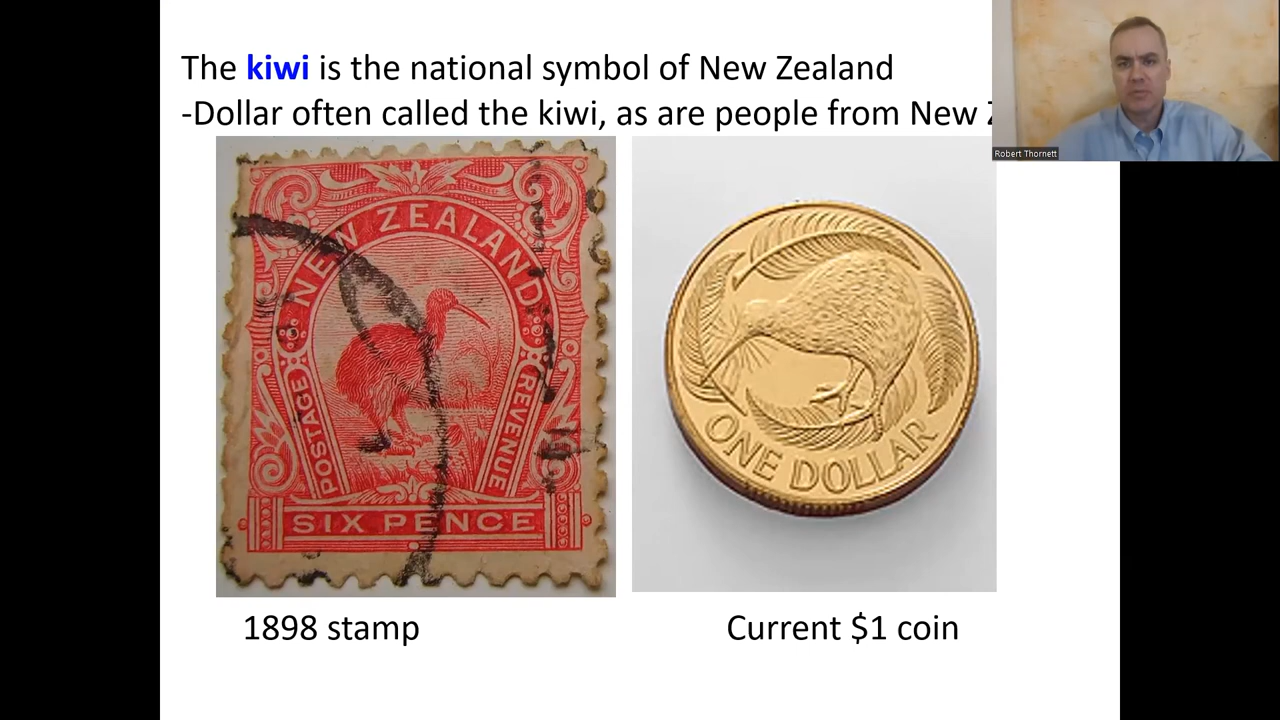 The kiwi is the national symbol of New Zealand
-Dollar often called the kiwi, as are people from New
Robert Thornett
NEW ZEALAND
POSTAGE
REVENUE
SIX PENCE
ONE DOLLAR
1898 stamp
Current $1 coin